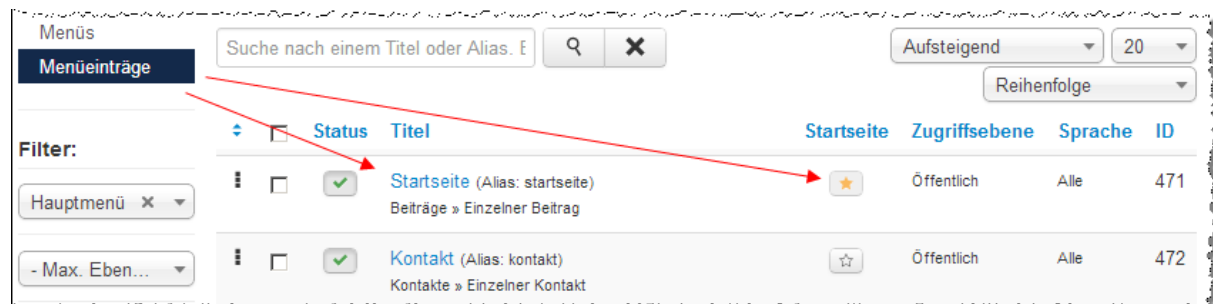 Menüs
Menüeinträge
Filter:
Hauptmenü
- Max. Eben...
Suche nach einem Titel oder Alias. E
Aufsteigend
20
Reihenfolge
Status Titel Startseite Zugriffsebene Sprache ID
Startseite (Alias: startseite) Öffentlich Alle 471
Beiträge » Einzelner Beitrag
Kontakt (Alias: kontakt) Öffentlich Alle 472
Kontakte » Einzelner Kontakt